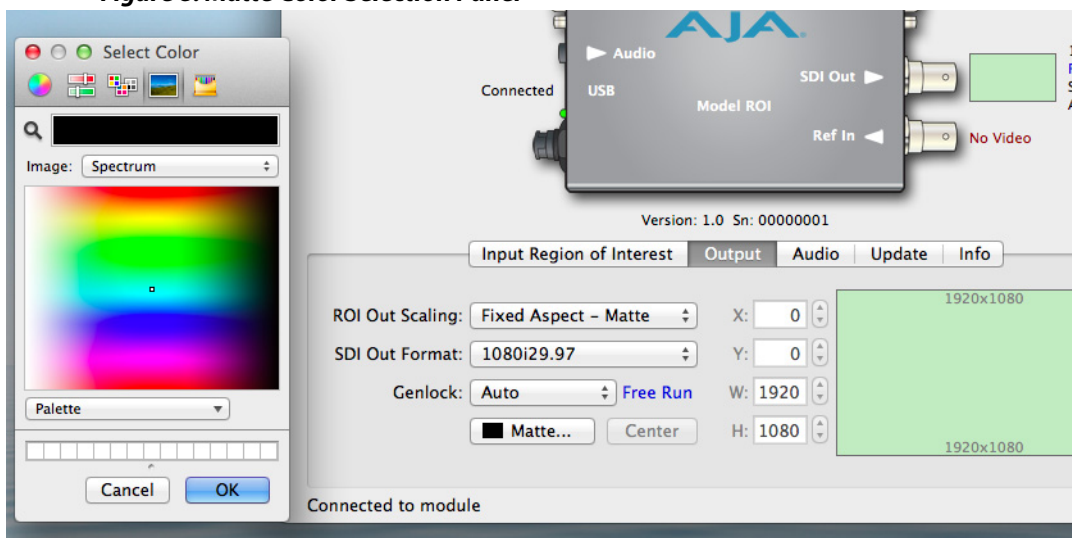 Select Color
Image: Spectrum
Palette
Cancel OK
AJA
Audio
Connected USB
SDI Out
Model ROI
Ref In
No Video
Version: 1.0 Sn: 00000001
Input Region of Interest Output Audio Update Info
ROI Out Scaling: Fixed Aspect – Matte X: 0
SDI Out Format: 1080i29.97 Y: 0
Genlock: Auto Free Run W: 1920
Matte... Center H: 1080
1920x1080
1920x1080
Connected to module